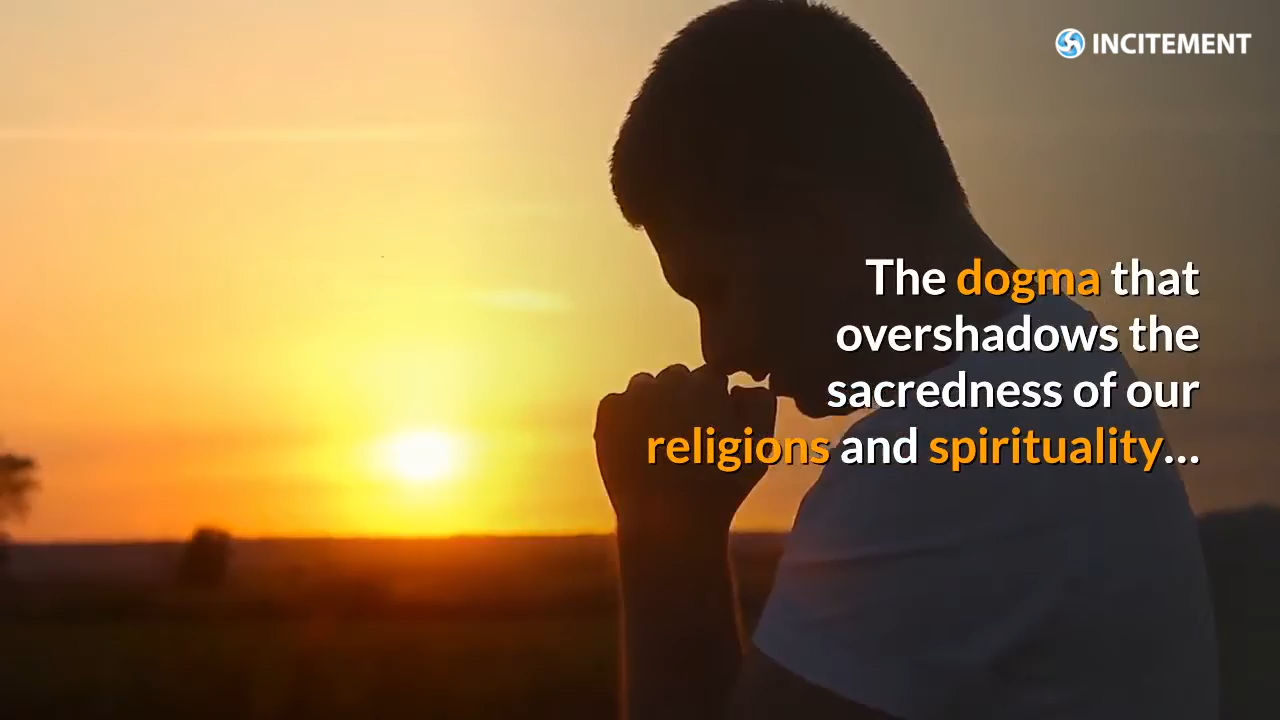 INCITEMENT
The dogma that
overshadows the
sacredness of our
religions and spirituality...